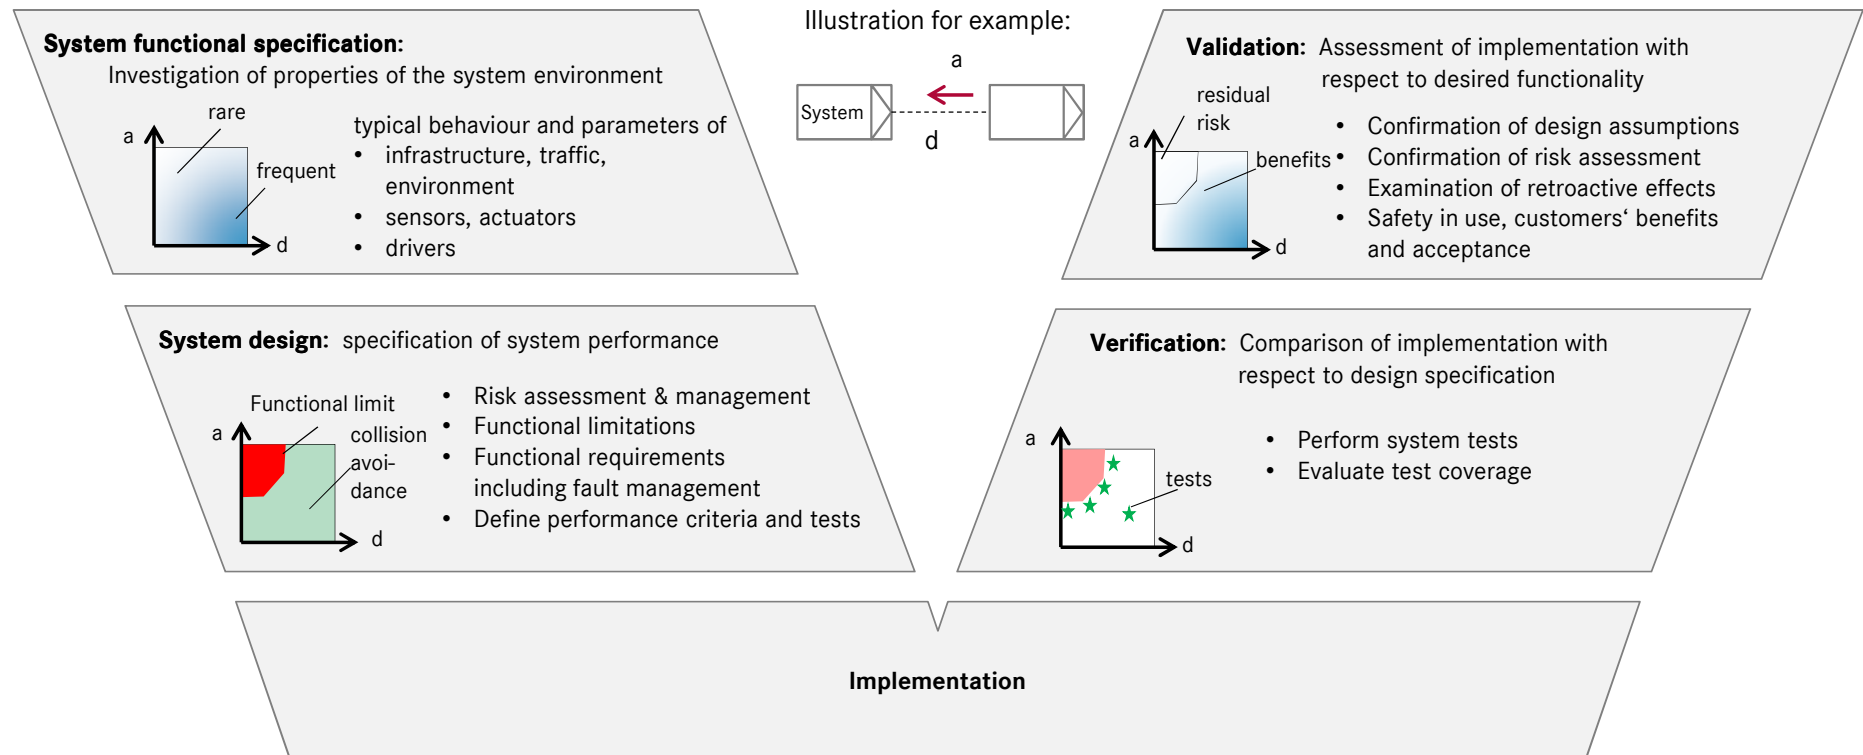 System functional specification:
Investigation of properties of the system environment
rare
a
frequent
d
typical behaviour and parameters of
• infrastructure, traffic,
environment
• sensors, actuators
• drivers
Illustration for example:
a
System
d
Validation: Assessment of implementation with
respect to desired functionality
residual
risk
a
benefits
d
• Confirmation of design assumptions
• Confirmation of risk assessment
• Examination of retroactive effects
• Safety in use, customers‘ benefits
and acceptance
System design: specification of system performance
Functional limit
a
collision
avoi-
dance
d
• Risk assessment & management
• Functional limitations
• Functional requirements
including fault management
• Define performance criteria and tests
Verification: Comparison of implementation with
respect to design specification
a
tests
d
• Perform system tests
• Evaluate test coverage
Implementation